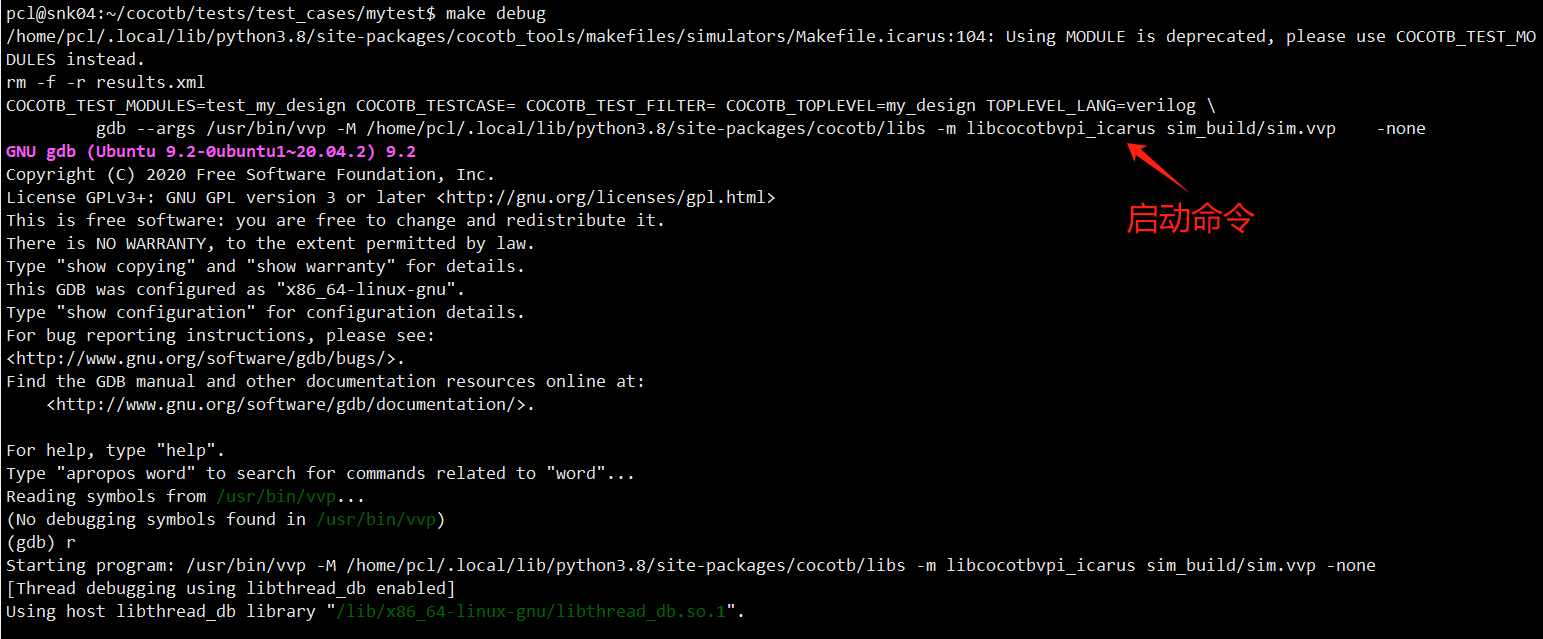 pcl@snk04:~/cocotb/tests/test_cases/mytest$ make debug
/home/pcl/.local/lib/python3.8/site-packages/cocotb_tools/makefiles/simulators/Makefile.icarus:104: Using MODULE is deprecated, please use COCOTB_TEST_MO
DULES instead.
rm -f -r results.xml
COCOTB_TEST_MODULES=test_my_design COCOTB_TESTCASE= COCOTB_TEST_FILTER= COCOTB_TOPLEVEL=my_design TOPLEVEL_LANG=verilog \
gdb --args /usr/bin/vvp -M /home/pcl/.local/lib/python3.8/site-packages/cocotb/libs -m libcocotbvpi_icarus sim_build/sim.vvp -none
GNU gdb (Ubuntu 9.2-0ubuntu1~20.04.2) 9.2
Copyright (C) 2020 Free Software Foundation, Inc.
License GPLv3+: GNU GPL version 3 or later <http://gnu.org/licenses/gpl.html>
This is free software: you are free to change and redistribute it.
启动命令
There is NO WARRANTY, to the extent permitted by law.
Type "show copying" and "show warranty" for details.
This GDB was configured as "x86_64-linux-gnu".
Type "show configuration" for configuration details.
For bug reporting instructions, please see:
<http://www.gnu.org/software/gdb/bugs/>.
Find the GDB manual and other documentation resources online at:
<http://www.gnu.org/software/gdb/documentation/>.
For help, type "help".
Type "apropos word" to search for commands related to "word"...
Reading symbols from /usr/bin/vvp...
(No debugging symbols found in /usr/bin/vvp)
(gdb) r
Starting program: /usr/bin/vvp -M /home/pcl/.local/lib/python3.8/site-packages/cocotb/libs -m libcocotbvpi_icarus sim_build/sim.vvp -none
[Thread debugging using libthread_db enabled]
Using host libthread_db library "/lib/x86_64-linux-gnu/libthread_db.so.1".